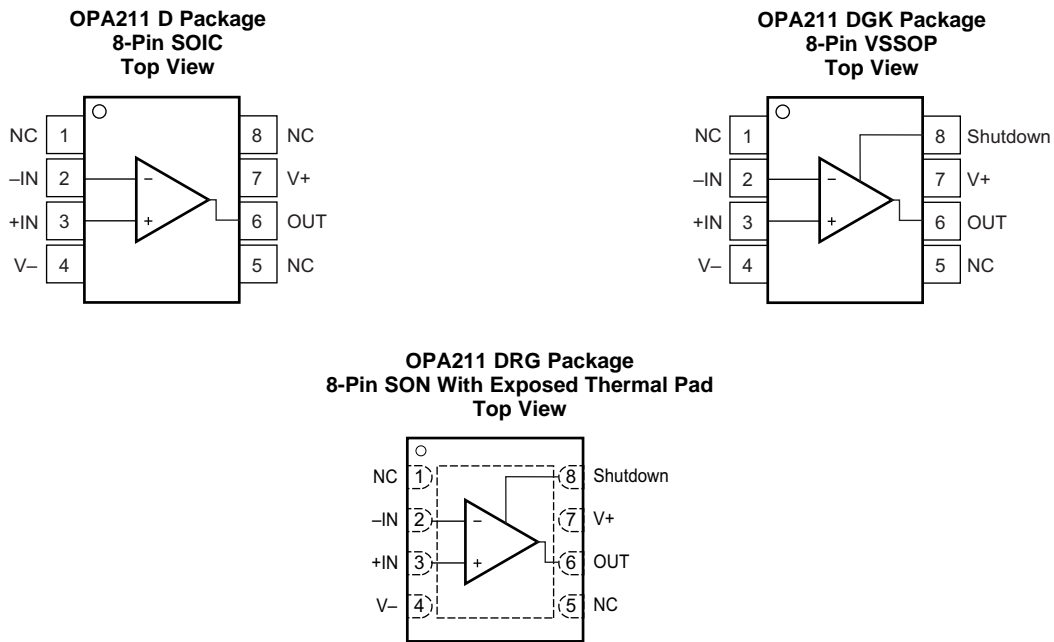 OPA211 D Package
8-Pin SOIC
Top View
NC 1 8 NC
–IN 2 – 7 V+
+IN 3 + 6 OUT
V– 4 5 NC
OPA211 DGK Package
8-Pin VSSOP
Top View
NC 1 8 Shutdown
–IN 2 – 7 V+
+IN 3 + 6 OUT
V– 4 5 NC
OPA211 DRG Package
8-Pin SON With Exposed Thermal Pad
Top View
NC 1 8 Shutdown
–IN 2 – 7 V+
+IN 3 + 6 OUT
V– 4 5 NC